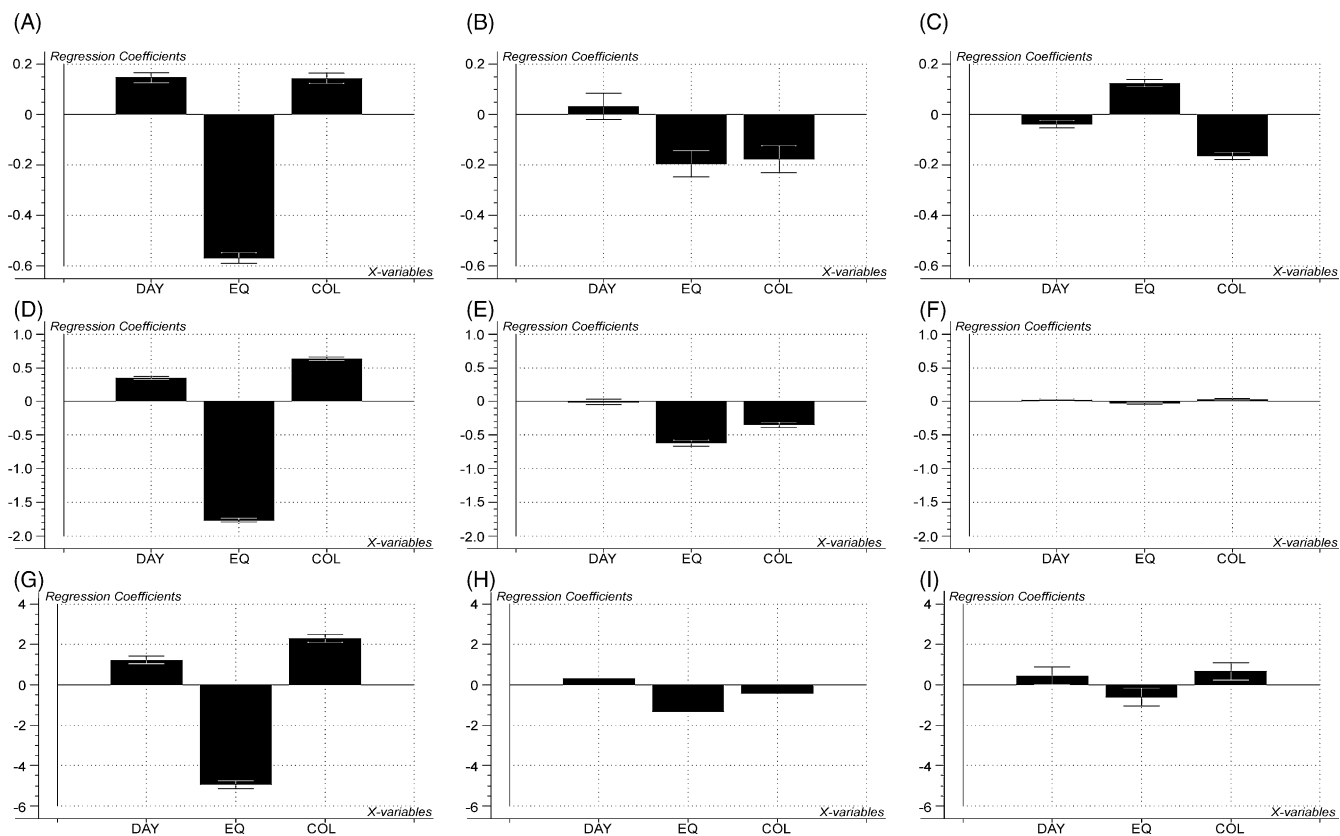 (A) (B) (C)
Regression Coefficients Regression Coefficients Regression Coefficients
0.2 0.2 0.2
0 0 0
-0.2 -0.2 -0.2
-0.4 -0.4 -0.4
-0.6 -0.6 -0.6
X-variables X-variables X-variables
DAY EQ COL DAY EQ COL DAY EQ COL
(D) (E) (F)
Regression Coefficients Regression Coefficients Regression Coefficients
1.0 1.0 1.0
0.5 0.5 0.5
0 0 0
-0.5 -0.5 -0.5
-1.0 -1.0 -1.0
-1.5 -1.5 -1.5
-2.0 -2.0 -2.0
X-variables X-variables X-variables
DAY EQ COL DAY EQ COL DAY EQ COL
(G) (H) (I)
Regression Coefficients Regression Coefficients Regression Coefficients
4 4 4
2 2 2
0 0 0
-2 -2 -2
-4 -4 -4
-6 -6 -6
X-variables X-variables X-variables
DAY EQ COL DAY EQ COL DAY EQ COL